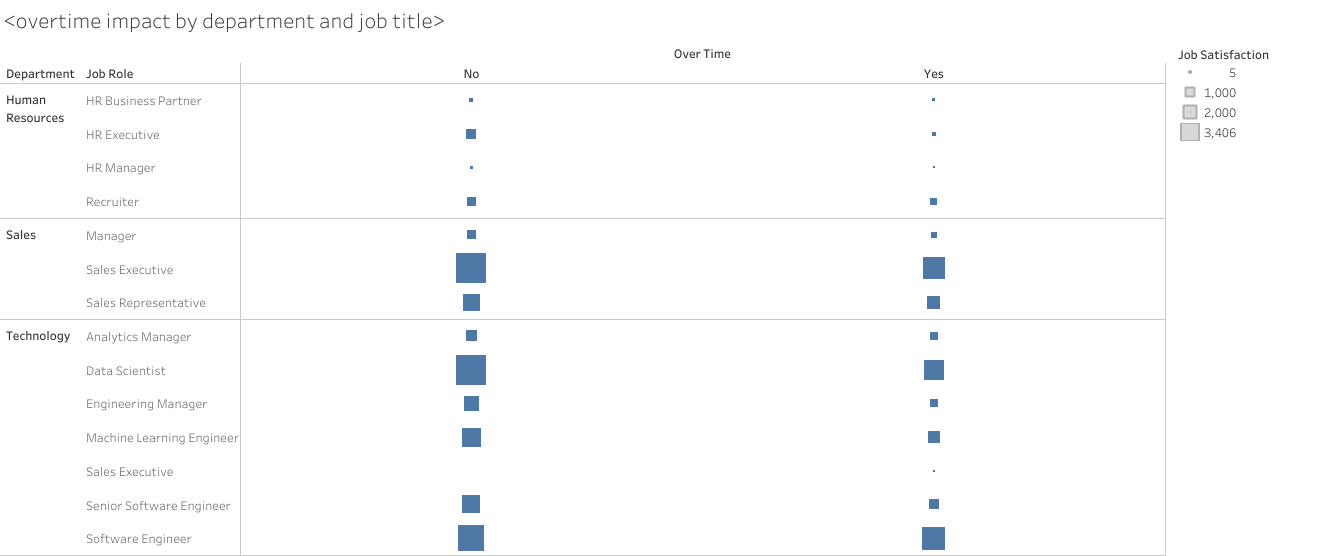 <overtime impact by department and job title>
Over Time
Department Job Role No Yes
Human Resources
HR Business Partner
HR Executive
HR Manager
Recruiter
Sales
Manager
Sales Executive
Sales Representative
Technology
Analytics Manager
Data Scientist
Engineering Manager
Machine Learning Engineer
Sales Executive
Senior Software Engineer
Software Engineer
Job Satisfaction
5
1,000
2,000
3,406